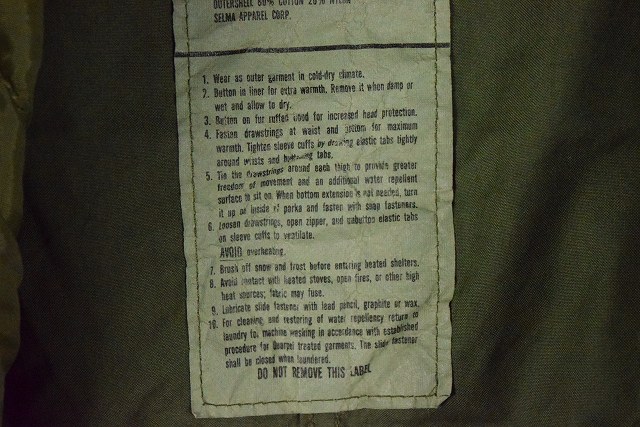 OUTERSHELL 80% COTTON 20% NYLON
SELMA APPAREL CORP.
1. Wear as outer garment in cold-dry climate.
2. Button in liner for extra warmth. Remove it when damp or
wet and allow to dry.
3. Button on fur ruffed hood for increased head protection.
4. Fasten drawstrings at waist and bottom for maximum
warmth. Tighten sleeve cuffs by drawing elastic tabs tightly
around wrists and buttoning tabs.
5. Tie the drawstrings around each thigh to provide greater
freedom of movement and an additional water repellent
surface to sit on. When bottom extension is not needed, turn
it up on inside of parka and fasten with snap fasteners.
6. Loosen drawstrings, open zipper, and unbutton elastic tabs
on sleeve cuffs to ventilate.
AVOID overheating.
7. Brush off snow and frost before entering heated shelters.
8. Avoid contact with heated stoves, open fires, or other high
heat sources; fabric may fuse.
9. Lubricate slide fastener with lead pencil, graphite or wax.
10. For cleaning and restoring of water repellency return to
laundry for machine washing in accordance with established
procedure for Quarpel treated garments. The slide fastener
shall be closed when laundered.
DO NOT REMOVE THIS LABEL